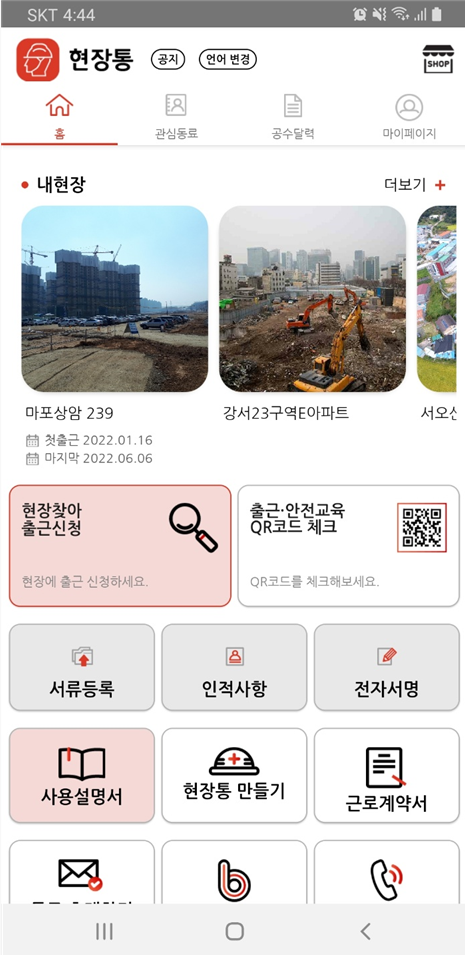 SKT 4:44
현장통
공지
언어 변경
SHOP
홈
관심동료
공수달력
마이페이지
내현장
더보기 +
마포상암 239
첫출근 2022.01.16
마지막 2022.06.06
강서23구역E아파트
서오
현장찾아
출근신청
현장에 출근 신청하세요.
출근·안전교육
QR코드 체크
QR코드를 체크해보세요.
서류등록
인적사항
전자서명
사용설명서
현장통 만들기
근로계약서